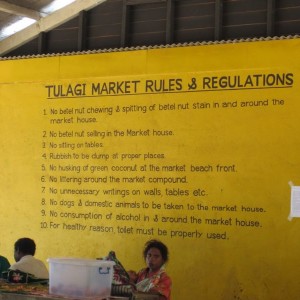 TULAGI MARKET RULES & REGULATIONS
1. No betel nut chewing & spitting of betel nut stain in and around the
market house.
2. No betel nut selling in the Market house.
3. No sitting on tables.
4. Rubbish to be dump at proper places.
5. No husking of green coconut at the market beach front.
6. No littering around the market compound.
7. No unnecessary writings on walls, tables etc.
8. No dogs & domestic animals to be taken to the market house.
9. No consumption of alcohol in & around the market house.
10. For healthy reason, toilet must be properly used.